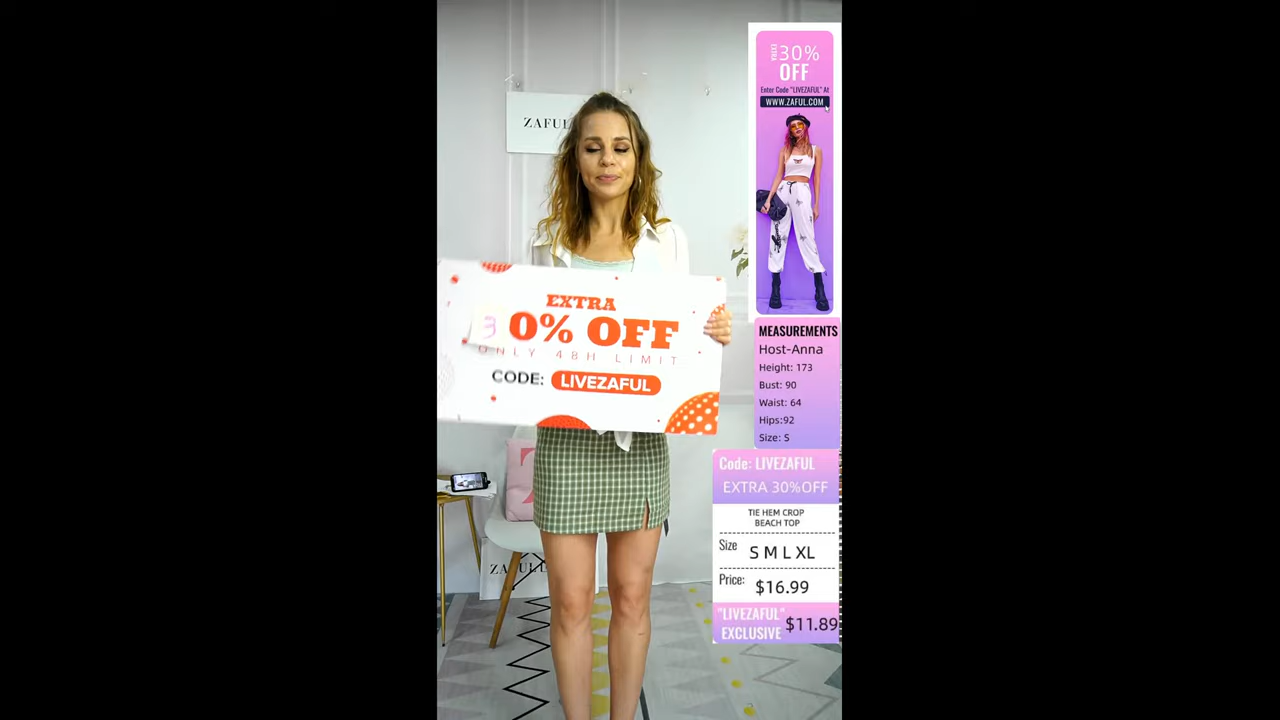 ZAFUL
EXTRA
30% OFF
ONLY 48H LIMIT
CODE: LIVEZAFUL
ZAFUL
EXTRA 30%
OFF
Enter Code "LIVEZAFUL" At
WWW.ZAFUL.COM
MEASUREMENTS
Host-Anna
Height: 173
Bust: 90
Waist: 64
Hips:92
Size: S
Code: LIVEZAFUL
EXTRA 30%OFF
TIE HEM CROP
BEACH TOP
Size S M L XL
Price: $16.99
"LIVEZAFUL"
EXCLUSIVE $11.89